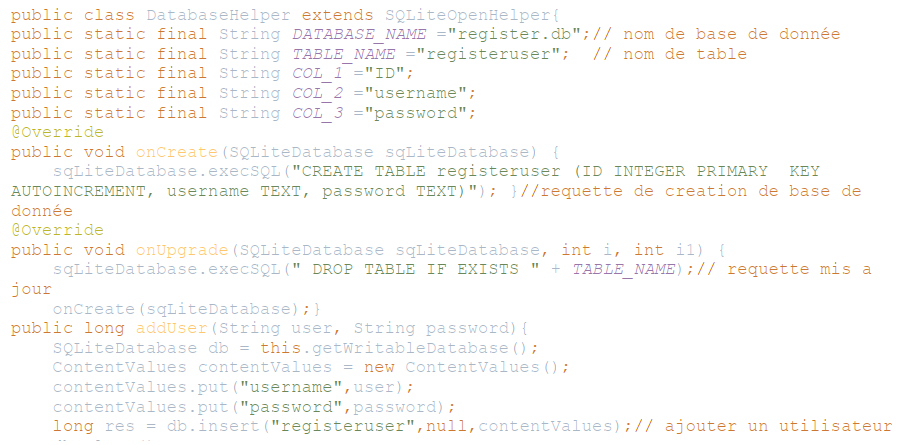 public class DatabaseHelper extends SQLiteOpenHelper{
public static final String DATABASE_NAME ="register.db";// nom de base de donnée
public static final String TABLE_NAME ="registeruser";  // nom de table
public static final String COL_1 ="ID";
public static final String COL_2 ="username";
public static final String COL_3 ="password";
@Override
public void onCreate(SQLiteDatabase sqLiteDatabase) {
    sqLiteDatabase.execSQL("CREATE TABLE registeruser (ID INTEGER PRIMARY  KEY
AUTOINCREMENT, username TEXT, password TEXT)"); }//requette de creation de base de
donnée
@Override
public void onUpgrade(SQLiteDatabase sqLiteDatabase, int i, int i1) {
    sqLiteDatabase.execSQL(" DROP TABLE IF EXISTS " + TABLE_NAME);// requette mis a
jour
    onCreate(sqLiteDatabase);}
public long addUser(String user, String password){
    SQLiteDatabase db = this.getWritableDatabase();
    ContentValues contentValues = new ContentValues();
    contentValues.put("username",user);
    contentValues.put("password",password);
    long res = db.insert("registeruser",null,contentValues);// ajouter un utilisateur